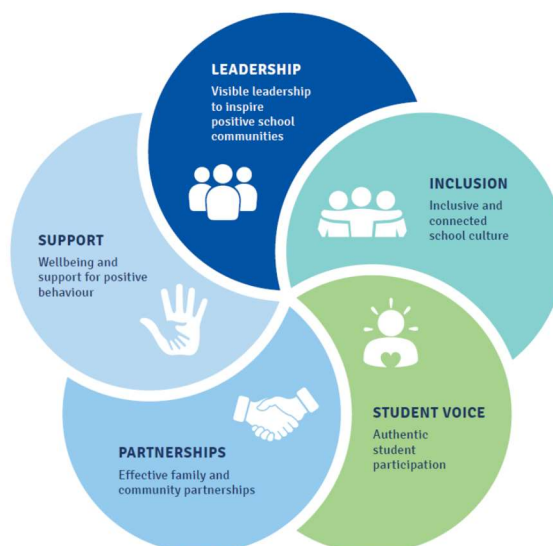 LEADERSHIP
Visible leadership
to inspire
positive school
communities
INCLUSION
Inclusive and
connected
school culture
STUDENT VOICE
Authentic
student
participation
PARTNERSHIPS
Effective family and
community partnerships
SUPPORT
Wellbeing and
support for positive
behaviour